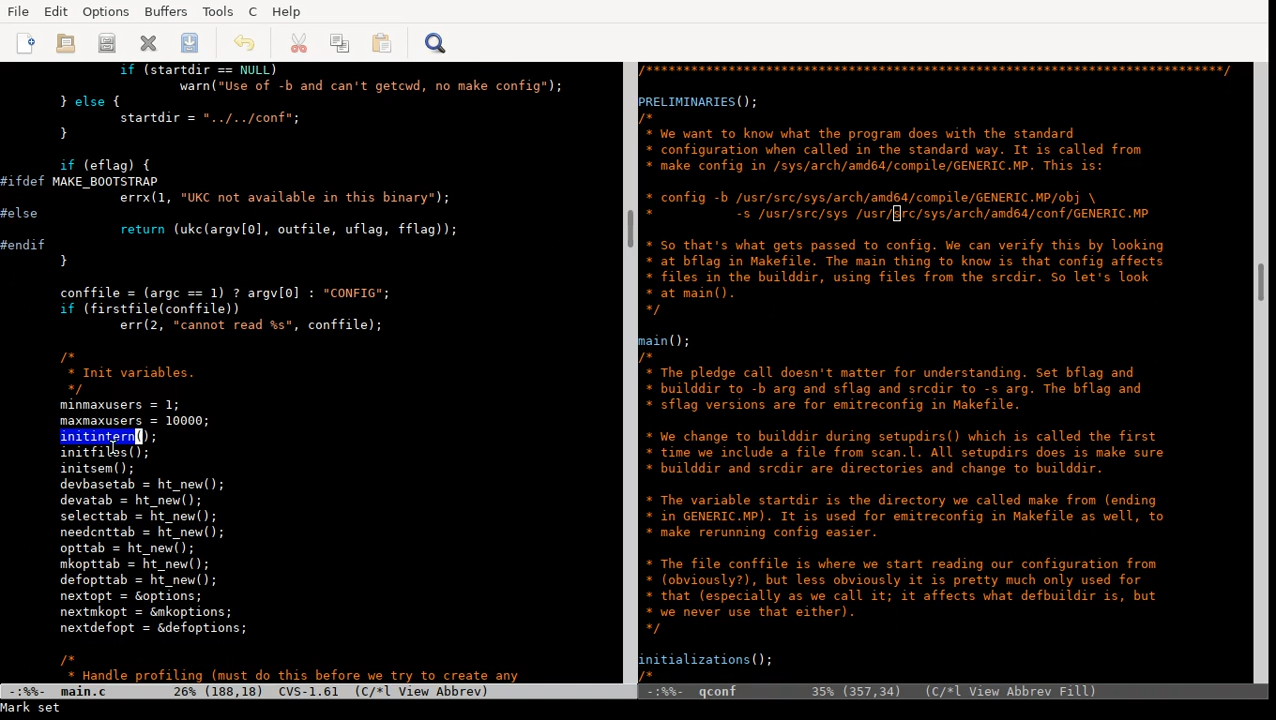 File Edit Options Buffers Tools C Help
if (startdir == NULL)
warn("Use of -b and can't getcwd, no make config");
} else {
startdir = "../../conf";
}
if (eflag) {
#ifdef MAKE_BOOTSTRAP
errx(1, "UKC not available in this binary");
#else
return (ukc(argv[0], outfile, uflag, fflag));
#endif
}
conffile = (argc == 1) ? argv[0] : "CONFIG";
if (firstfile(conffile))
err(2, "cannot read %s", conffile);
/*
* Init variables.
*/
minmaxusers = 1;
maxmaxusers = 10000;
initintern();
initfiles();
initsem();
devbasetab = ht_new();
devatab = ht_new();
selecttab = ht_new();
needcnttab = ht_new();
opttab = ht_new();
mkopttab = ht_new();
defopttab = ht_new();
nextopt = &options;
nextmkopt = &mkoptions;
nextdefopt = &defoptions;
/*
* Handle profiling (must do this before we try to create any
-:%%- main.c 26% (188,18) CVS-1.61 (C/*l View Abbrev)
/*****************************************************************************/
PRELIMINARIES();
/*
* We want to know what the program does with the standard
* configuration when called in the standard way. It is called from
* make config in /sys/arch/amd64/compile/GENERIC.MP. This is:
* config -b /usr/src/sys/arch/amd64/compile/GENERIC.MP/obj \
* -s /usr/src/sys /usr/src/sys/arch/amd64/conf/GENERIC.MP
* So that's what gets passed to config. We can verify this by looking
* at bflag in Makefile. The main thing to know is that config affects
* files in the builddir, using files from the srcdir. So let's look
* at main().
*/
main();
/*
* The pledge call doesn't matter for understanding. Set bflag and
* builddir to -b arg and sflag and srcdir to -s arg. The bflag and
* sflag versions are for emitreconfig in Makefile.
* We change to builddir during setupdirs() which is called the first
* time we include a file from scan.l. All setupdirs does is make sure
* builddir and srcdir are directories and change to builddir.
* The variable startdir is the directory we called make from (ending
* in GENERIC.MP). It is used for emitreconfig in Makefile as well, to
* make rerunning config easier.
* The file conffile is where we start reading our configuration from
* (obviously?), but less obviously it is pretty much only used for
* that (especially as we call it; it affects what defbuildir is, but
* we never use that either).
*/
initializations();
/*
-:%%- qconf 35% (357,34) (C/*l View Abbrev Fill)
Mark set